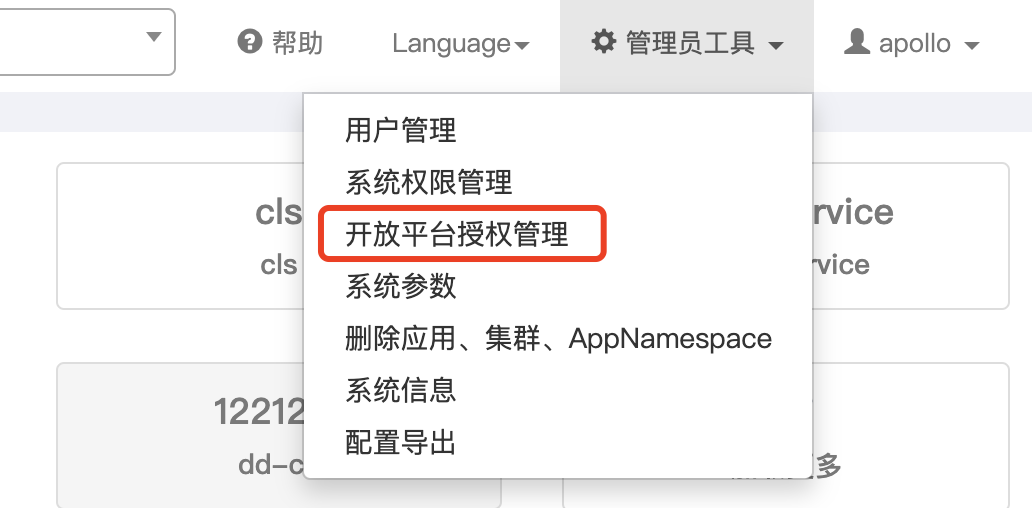 帮助 Language 管理员工具 apollo
用户管理
系统权限管理
cls rvice
开放平台授权管理
cls rvice
系统参数
删除应用、集群、AppNamespace
系统信息
12212
配置导出
dd-c 多